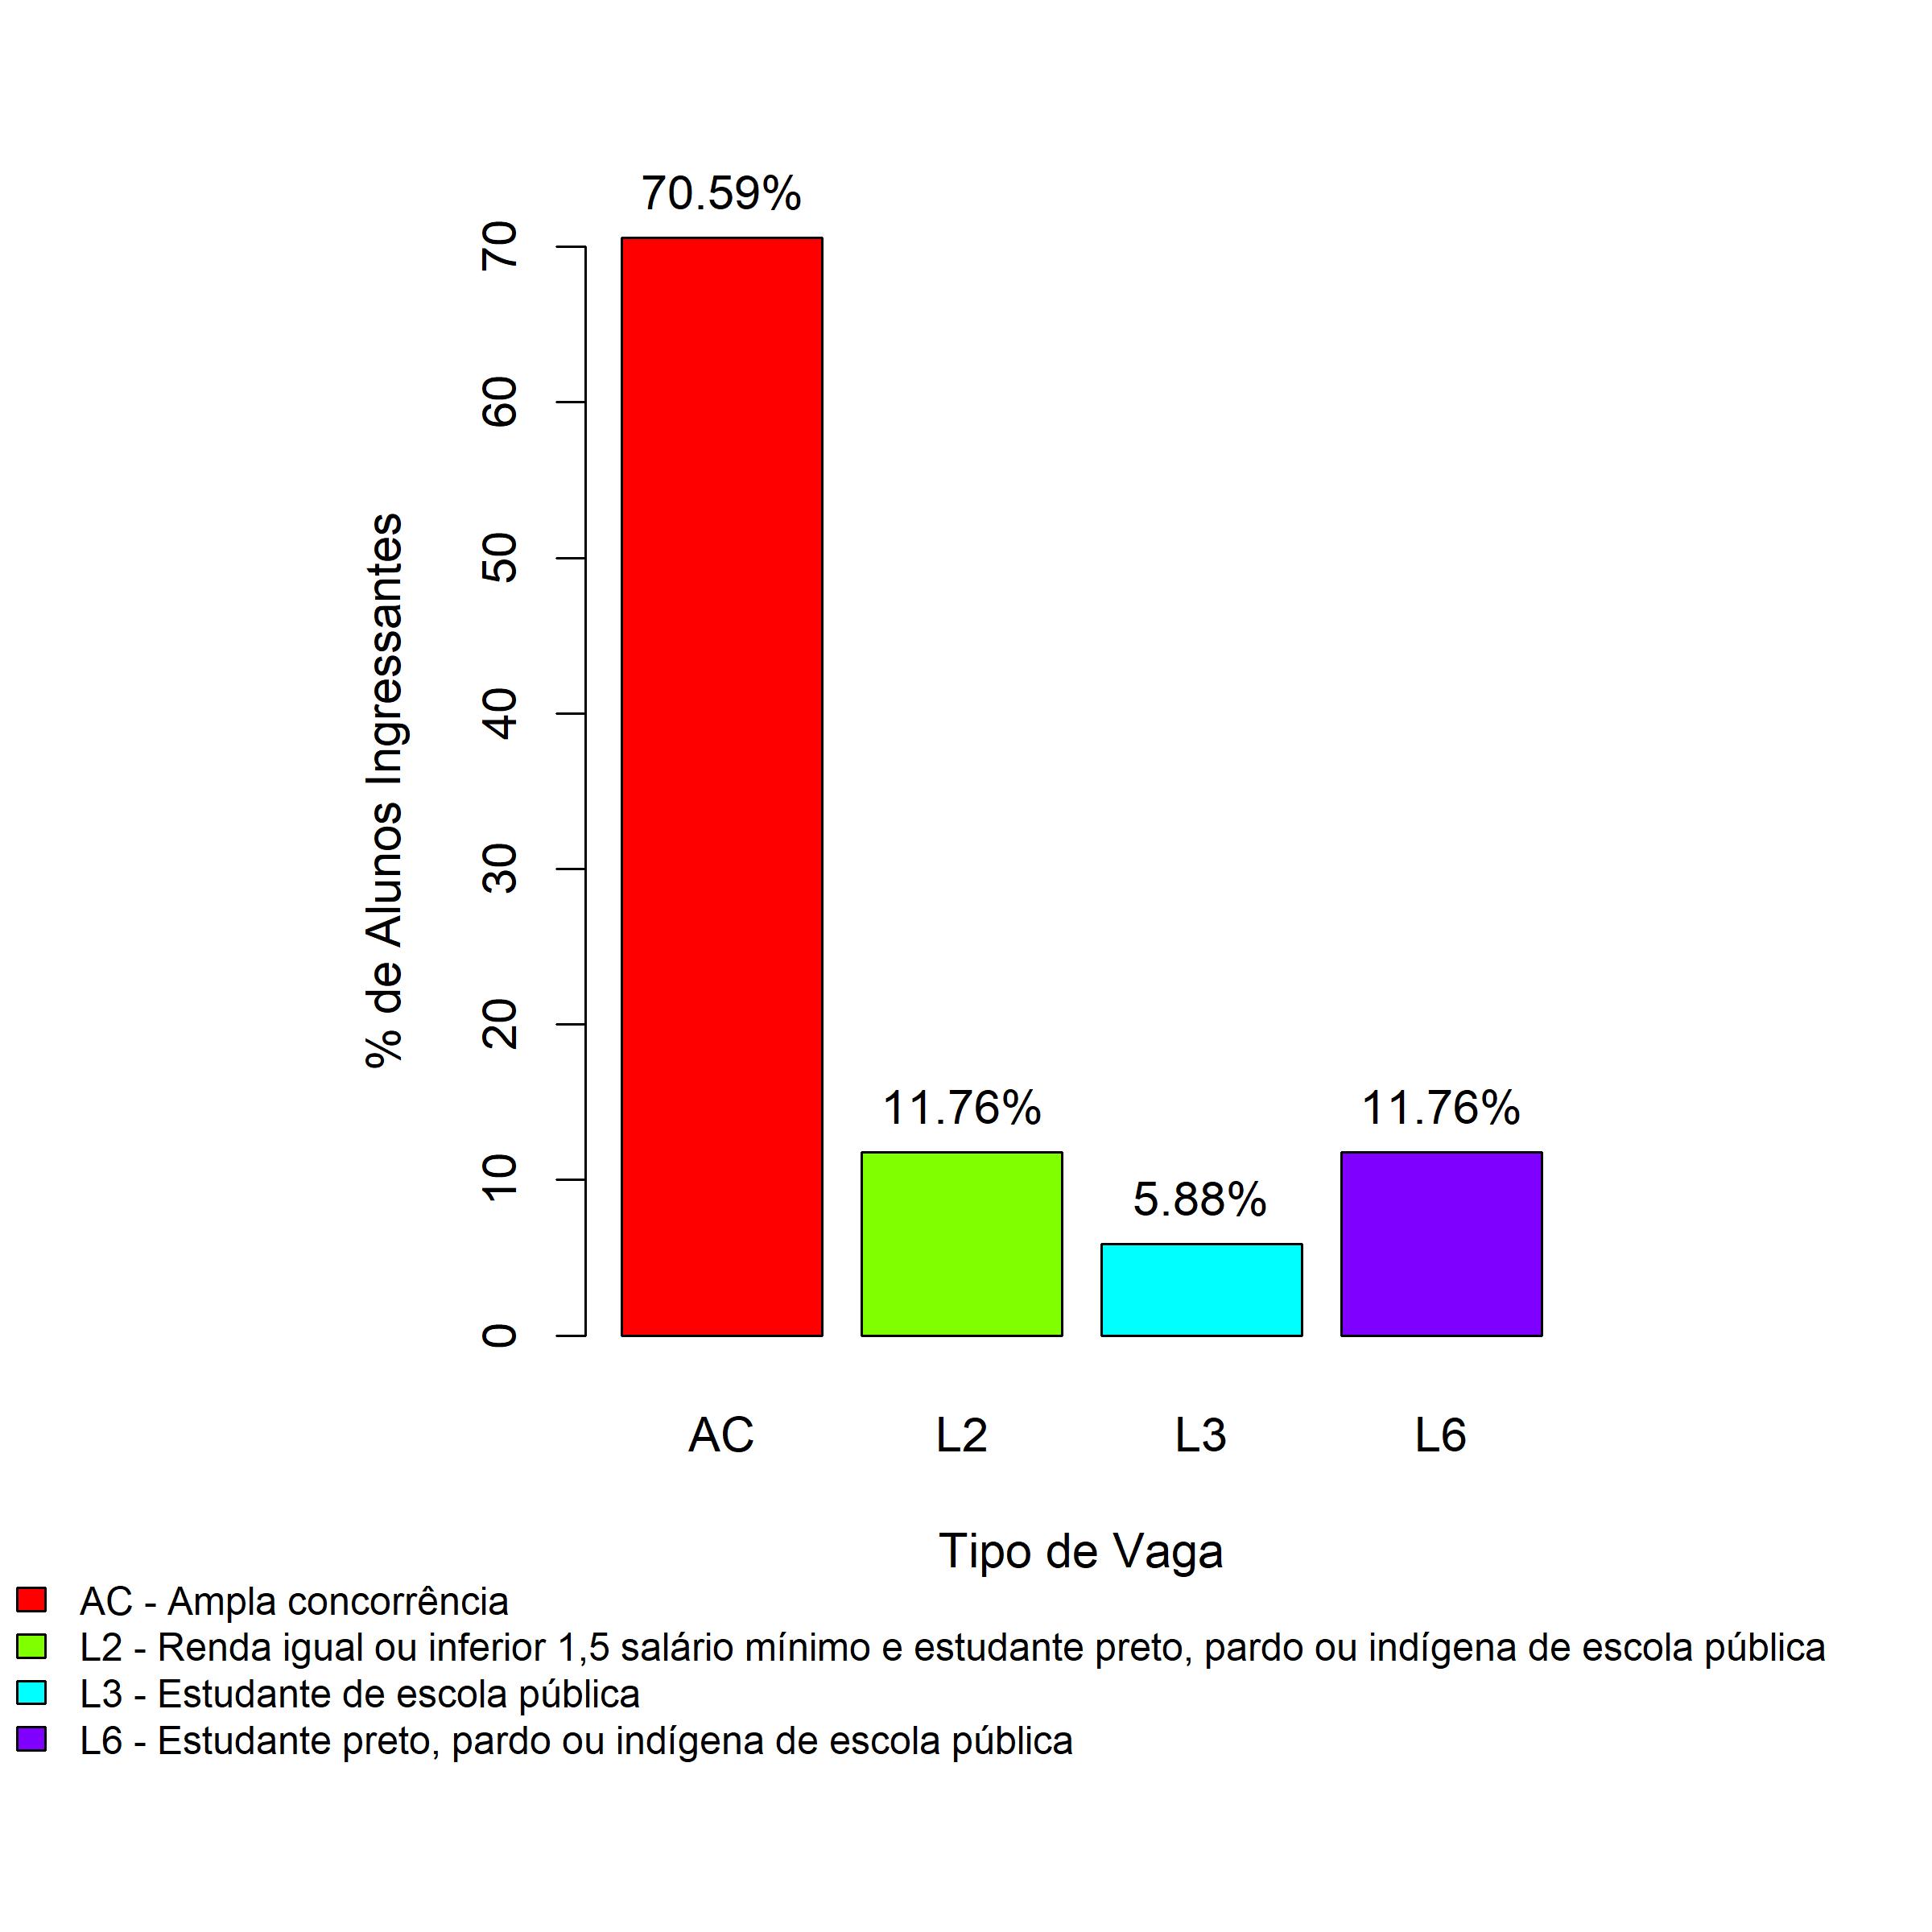 70.59%
70
60
50
40
30
20
10
0
% de Alunos Ingressantes
11.76%
5.88%
11.76%
AC
L2
L3
L6
Tipo de Vaga
AC - Ampla concorrência
L2 - Renda igual ou inferior 1,5 salário mínimo e estudante preto, pardo ou indígena de escola pública
L3 - Estudante de escola pública
L6 - Estudante preto, pardo ou indígena de escola pública